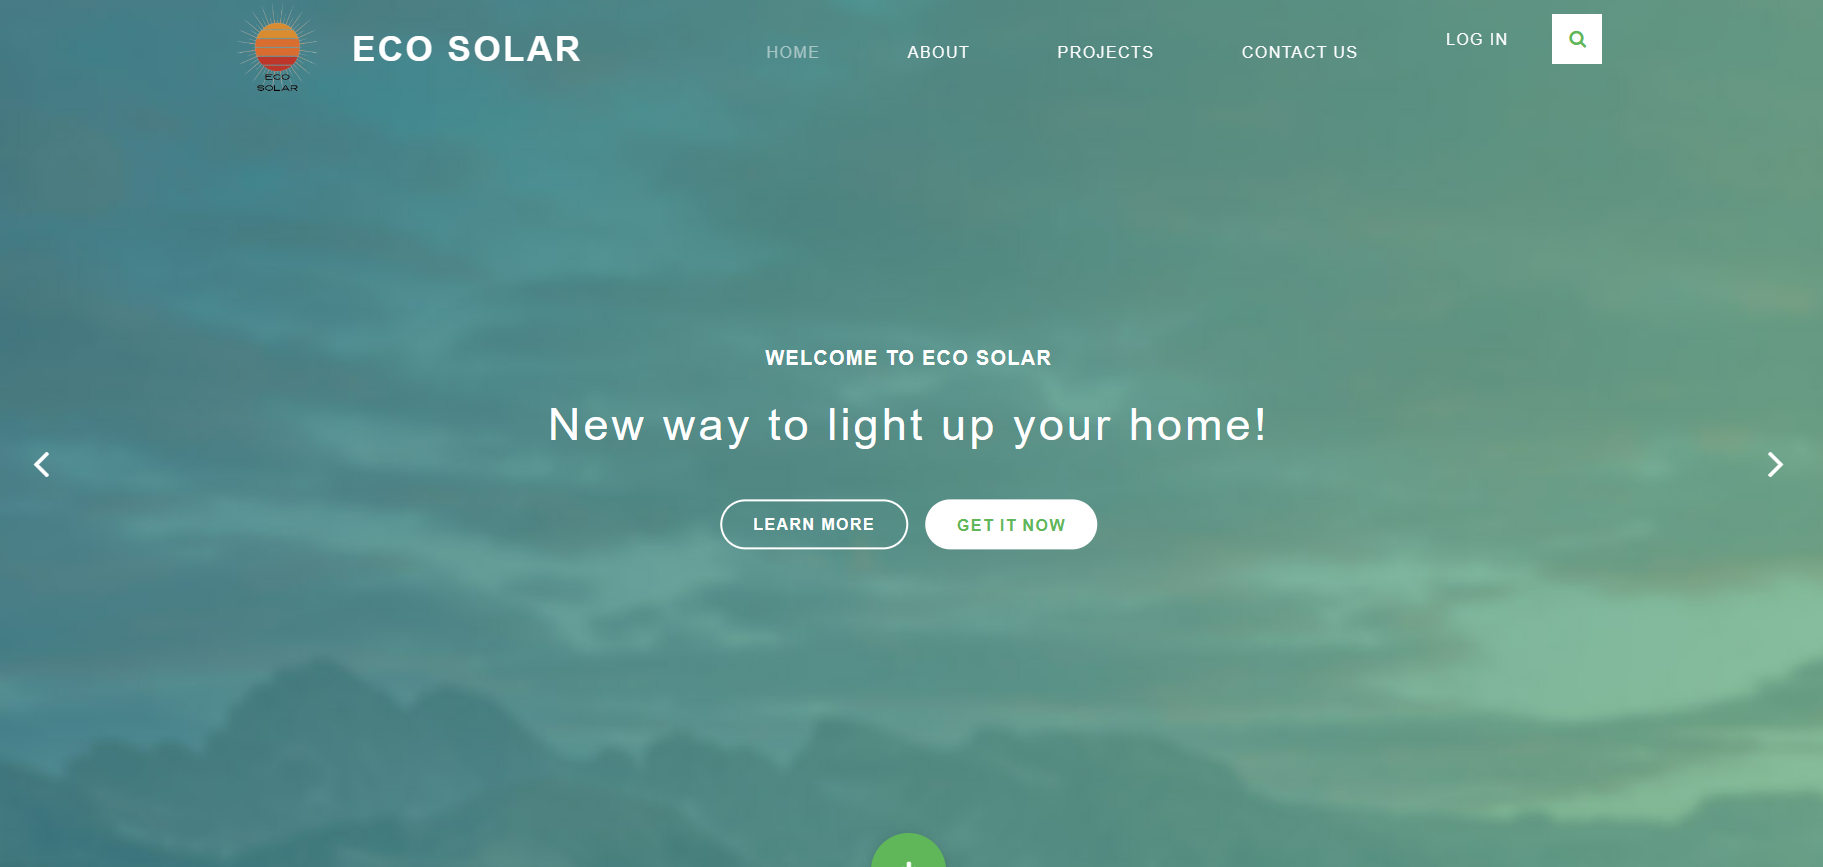 ECO
SOLAR
ECO SOLAR
HOME
ABOUT
PROJECTS
CONTACT US
LOG IN
WELCOME TO ECO SOLAR
New way to light up your home!
LEARN MORE
GET IT NOW